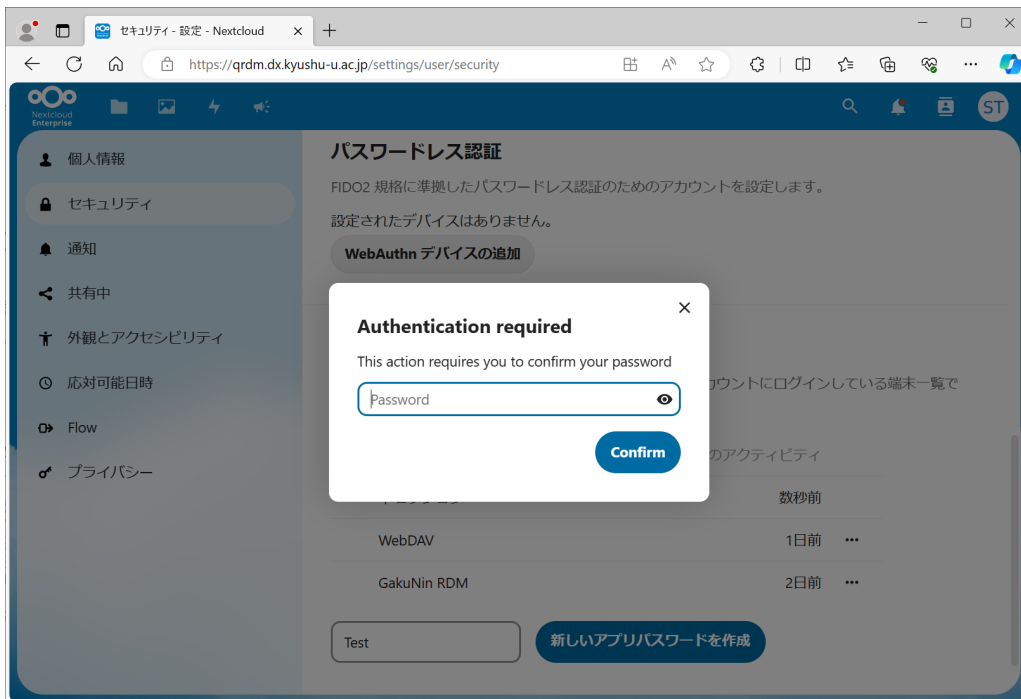 セキュリティ - 設定 - Nextcloud
https://qrdm.dx.kyushu-u.ac.jp/settings/user/security
Nextcloud
Enterprise
ST
個人情報
セキュリティ
通知
共有中
外観とアクセシビリティ
応対可能日時
Flow
プライバシー
パスワードレス認証
FIDO2 規格に準拠したパスワードレス認証のためのアカウントを設定します。
設定されたデバイスはありません。
WebAuthn デバイスの追加
Authentication required
This action requires you to confirm your password
Password
Confirm
カウントにログインしている端末一覧で
のアクティビティ
数秒前
WebDAV 1日前
GakuNin RDM 2日前
Test
新しいアプリパスワードを作成